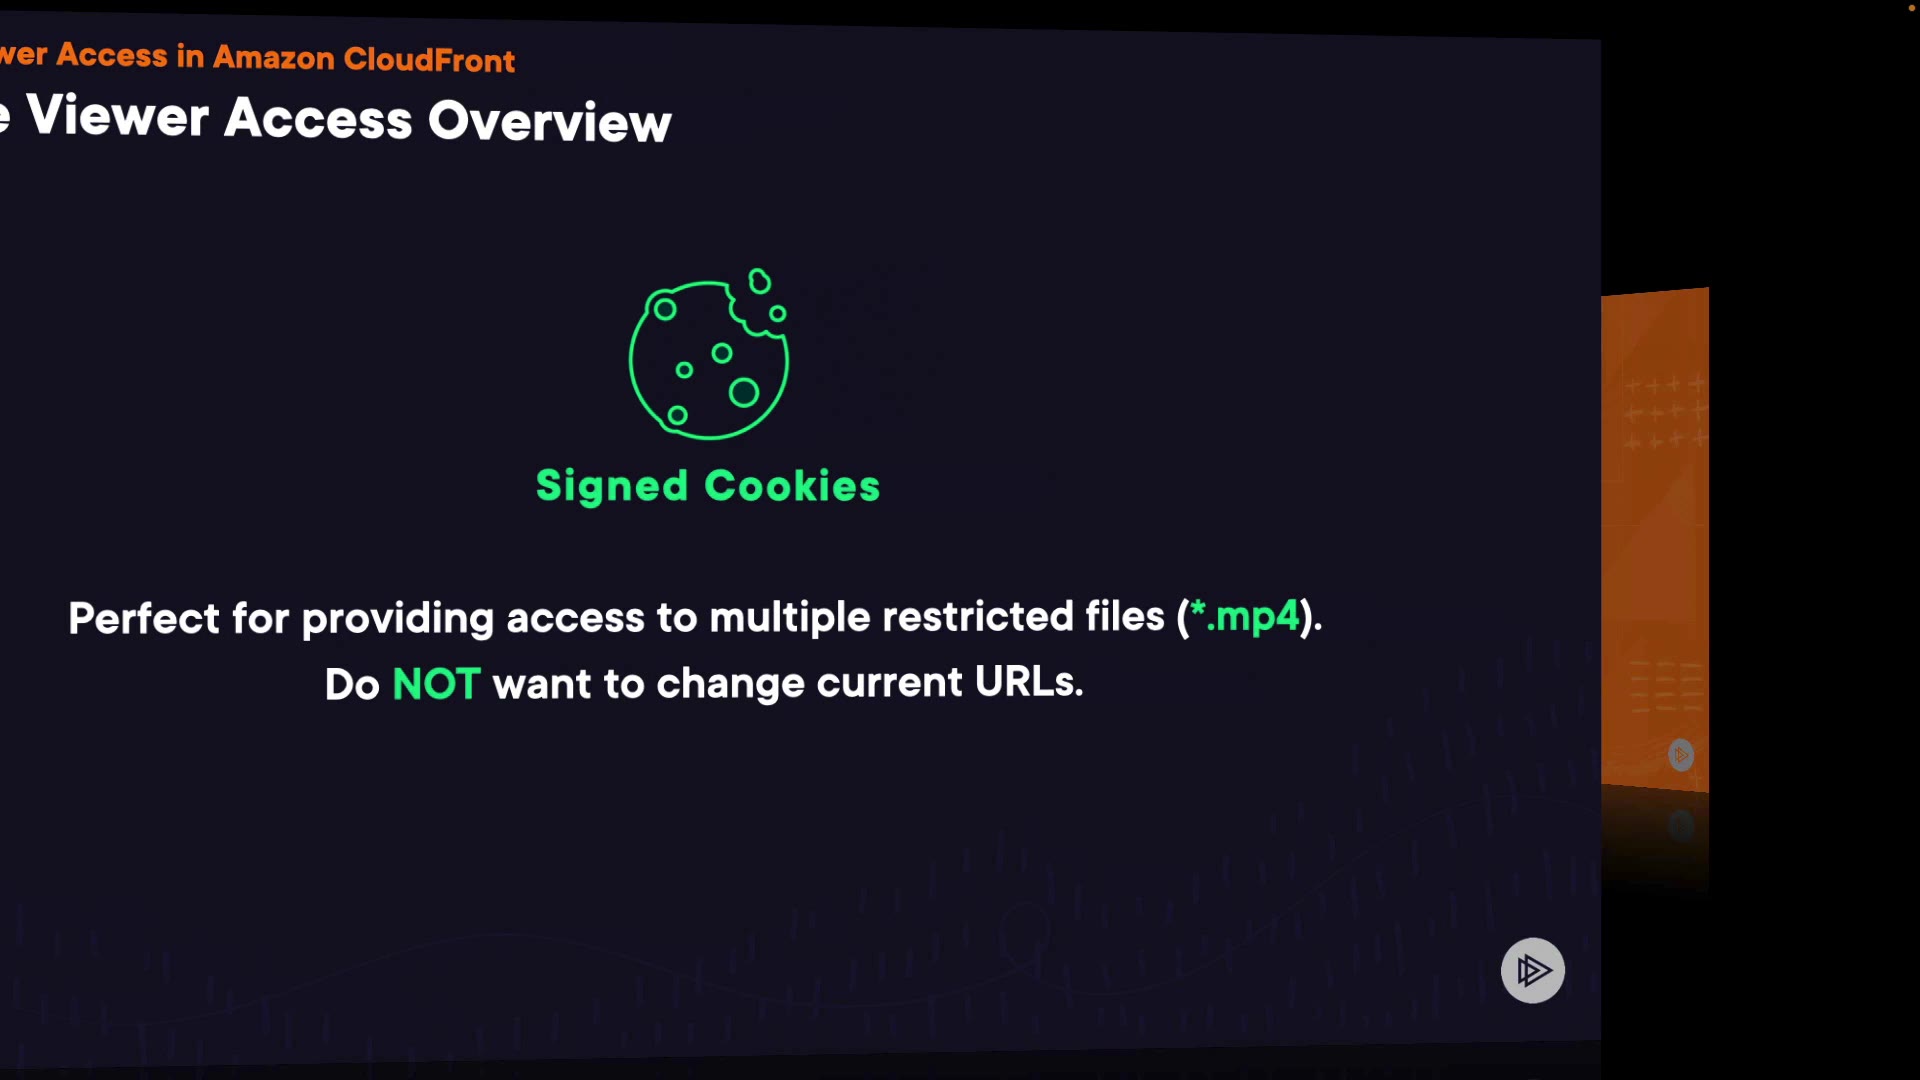 Access in Amazon CloudFront
Viewer Access Overview
Signed Cookies
Perfect for providing access to multiple restricted files (*.mp4).
Do NOT want to change current URLs.